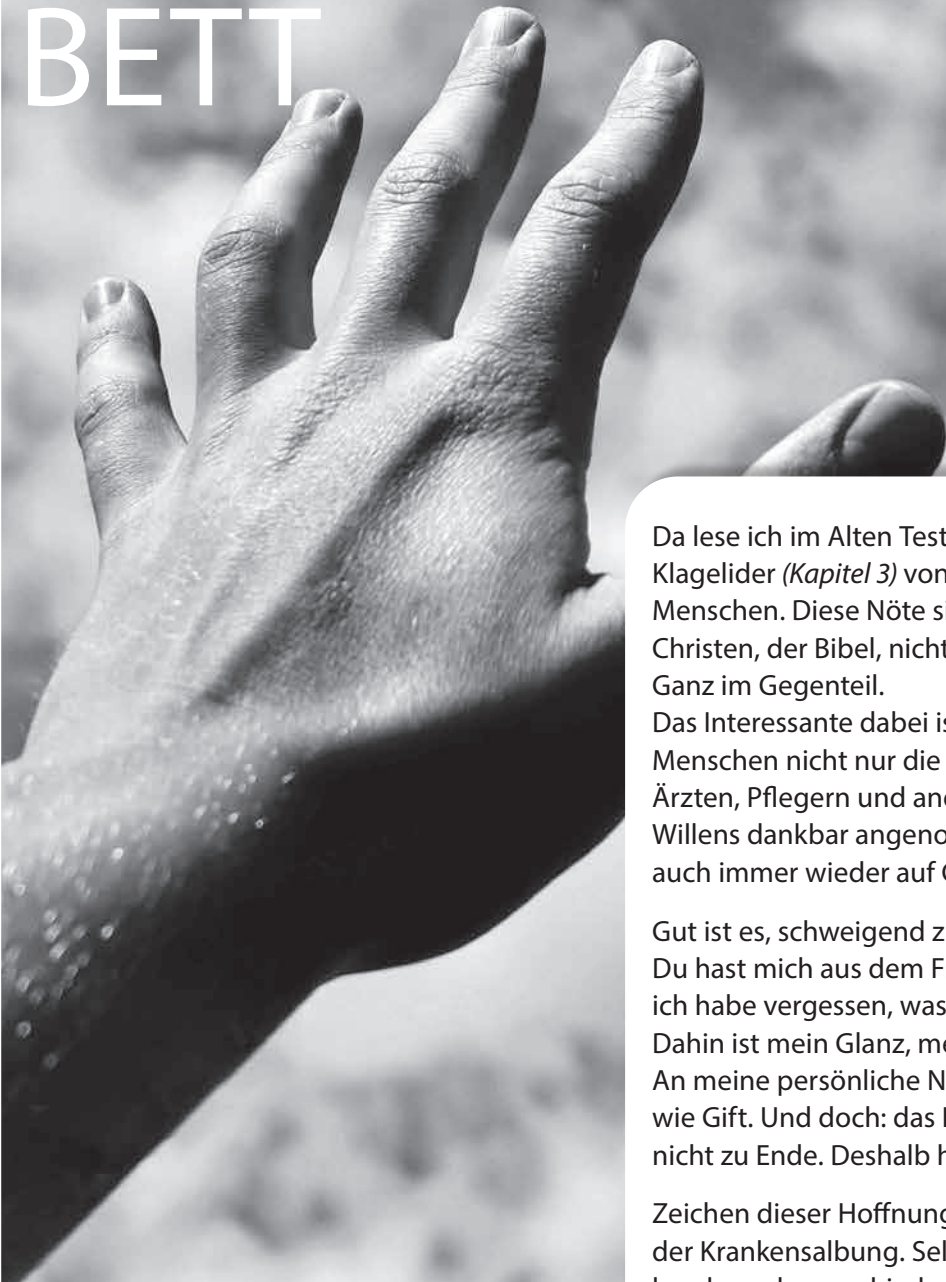 BETT
Da lese ich im Alten Test
Klagelider (Kapitel 3) von
Menschen. Diese Nöte si
Christen, der Bibel, nicht
Ganz im Gegenteil.
Das Interessante dabei is
Menschen nicht nur die
Ärzten, Pflegern und and
Willens dankbar angeno
auch immer wieder auf G
Gut ist es, schweigend z
Du hast mich aus dem F
ich habe vergessen, was
Dahin ist mein Glanz, me
An meine persönliche N
wie Gift. Und doch: das
nicht zu Ende. Deshalb h
Zeichen dieser Hoffnung
der Krankensalbung. Sel